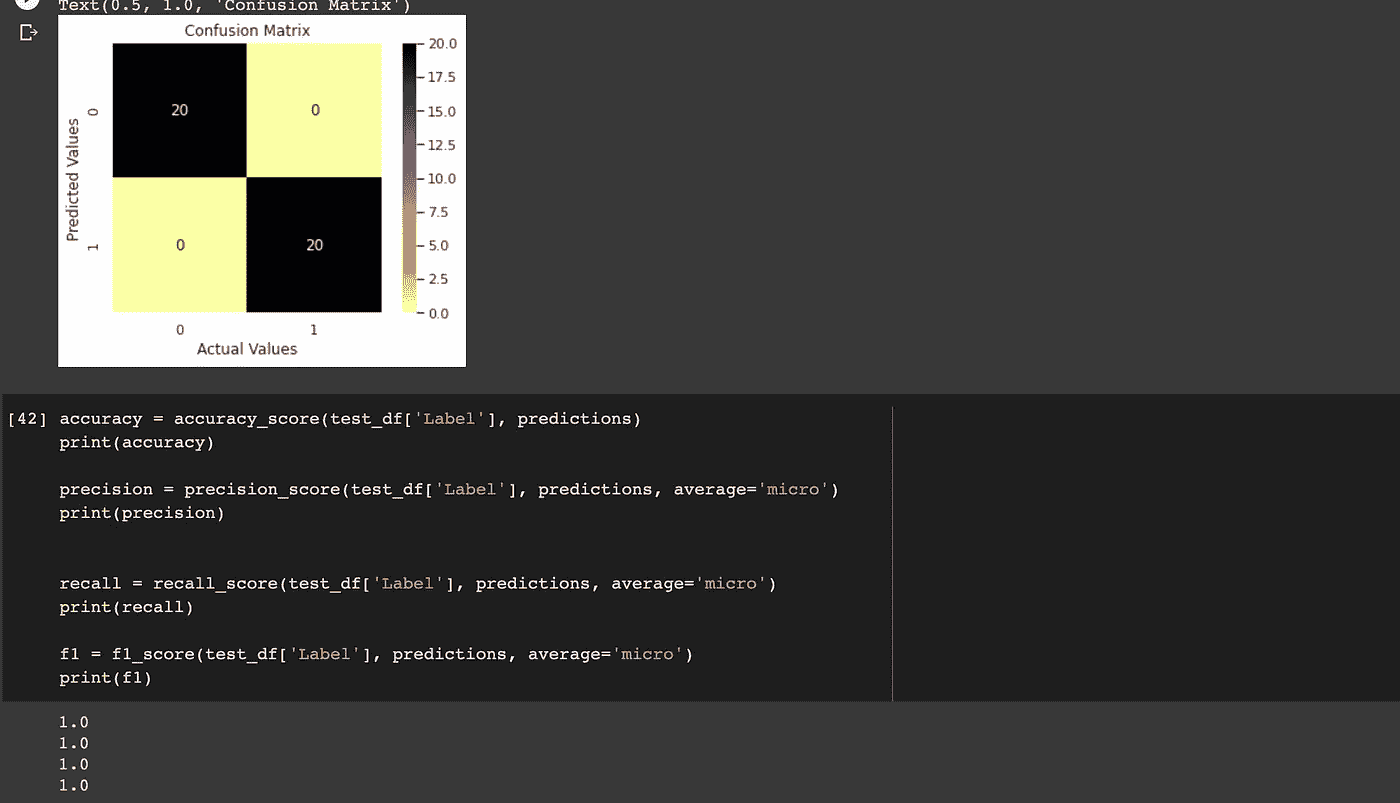 Text(0.5, 1.0, 'Confusion Matrix')
Confusion Matrix
20.0
17.5
15.0
12.5
10.0
7.5
5.0
2.5
0.0
Predicted Values
0
1
20
0
0
20
0
1
Actual Values
[42] accuracy = accuracy_score(test_df['Label'], predictions)
print(accuracy)
precision = precision_score(test_df['Label'], predictions, average='micro')
print(precision)
recall = recall_score(test_df['Label'], predictions, average='micro')
print(recall)
f1 = f1_score(test_df['Label'], predictions, average='micro')
print(f1)
1.0
1.0
1.0
1.0